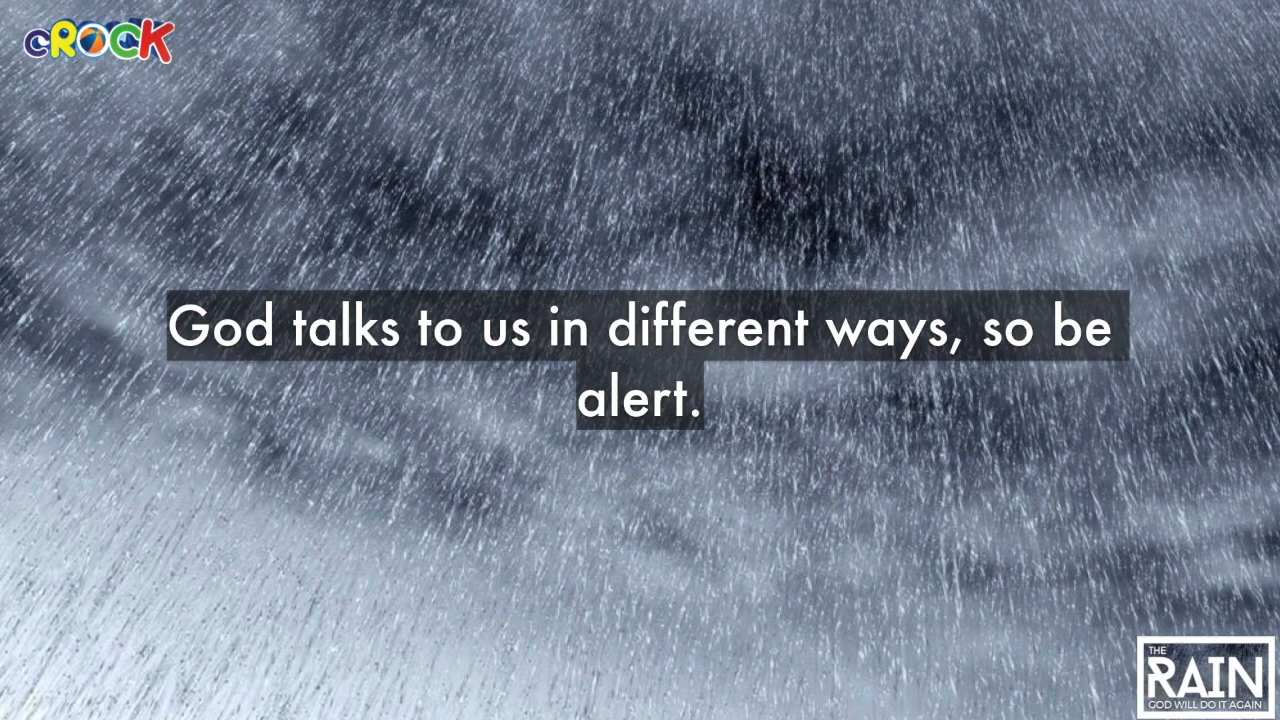 cROCK
God talks to us in different ways, so be
alert.
THE
RAIN
GOD WILL DO IT AGAIN